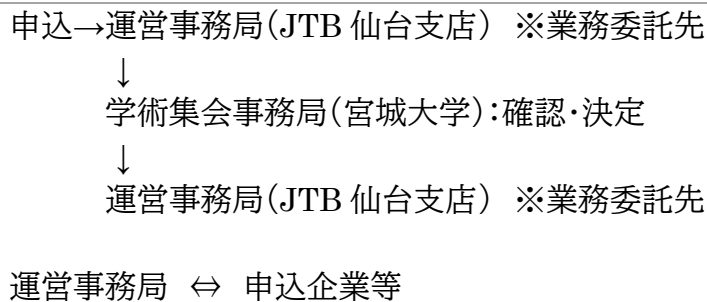 申込→運営事務局（JTB 仙台支店） ※業務委託先
↓
学術集会事務局（宮城大学）：確認・決定
↓
運営事務局（JTB 仙台支店） ※業務委託先
運営事務局 ⇔ 申込企業等